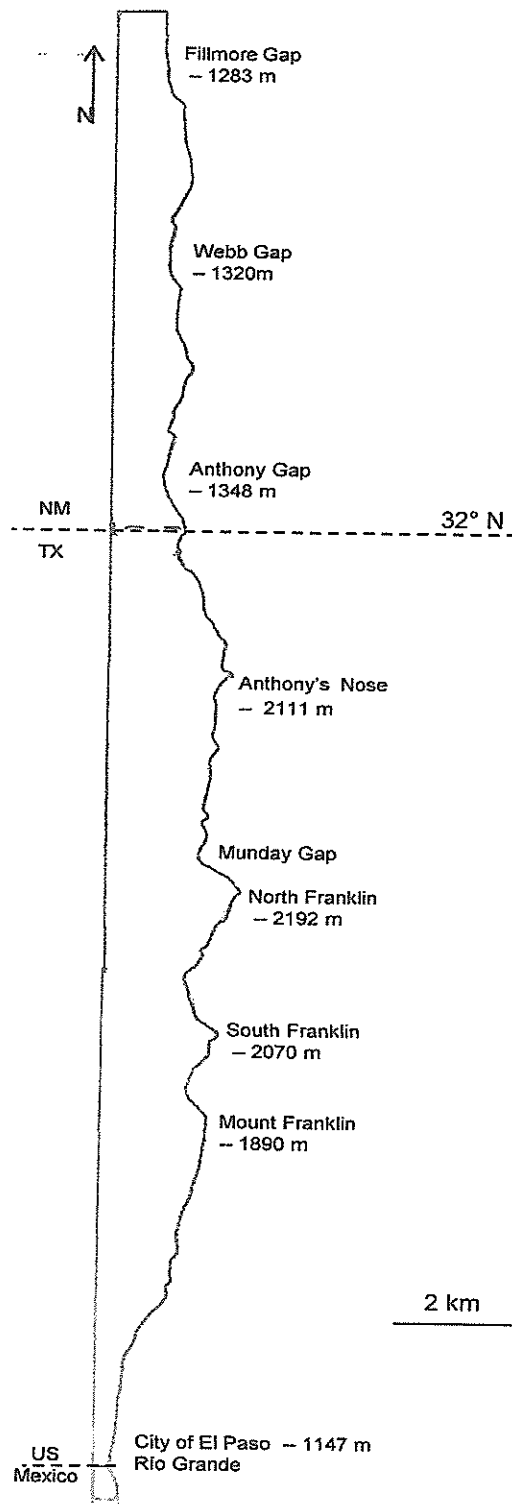 Fillmore Gap
– 1283 m
N
Webb Gap
– 1320m
Anthony Gap
– 1348 m
NM
32° N
TX
Anthony's Nose
– 2111 m
Munday Gap
North Franklin
– 2192 m
South Franklin
– 2070 m
Mount Franklin
– 1890 m
2 km
City of El Paso – 1147 m
US
Río Grande
Mexico